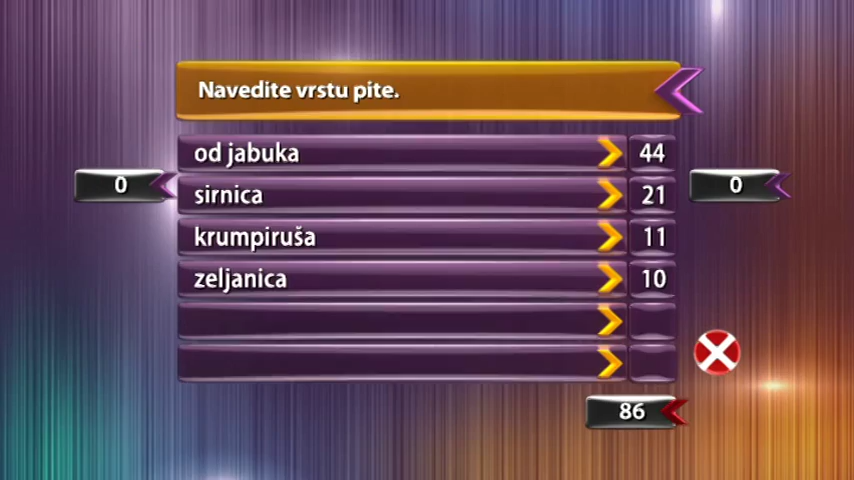 Navedite vrstu pite.
od jabuka 44
0
0
sirnica 21
krumpiruša 11
zeljanica 10
86